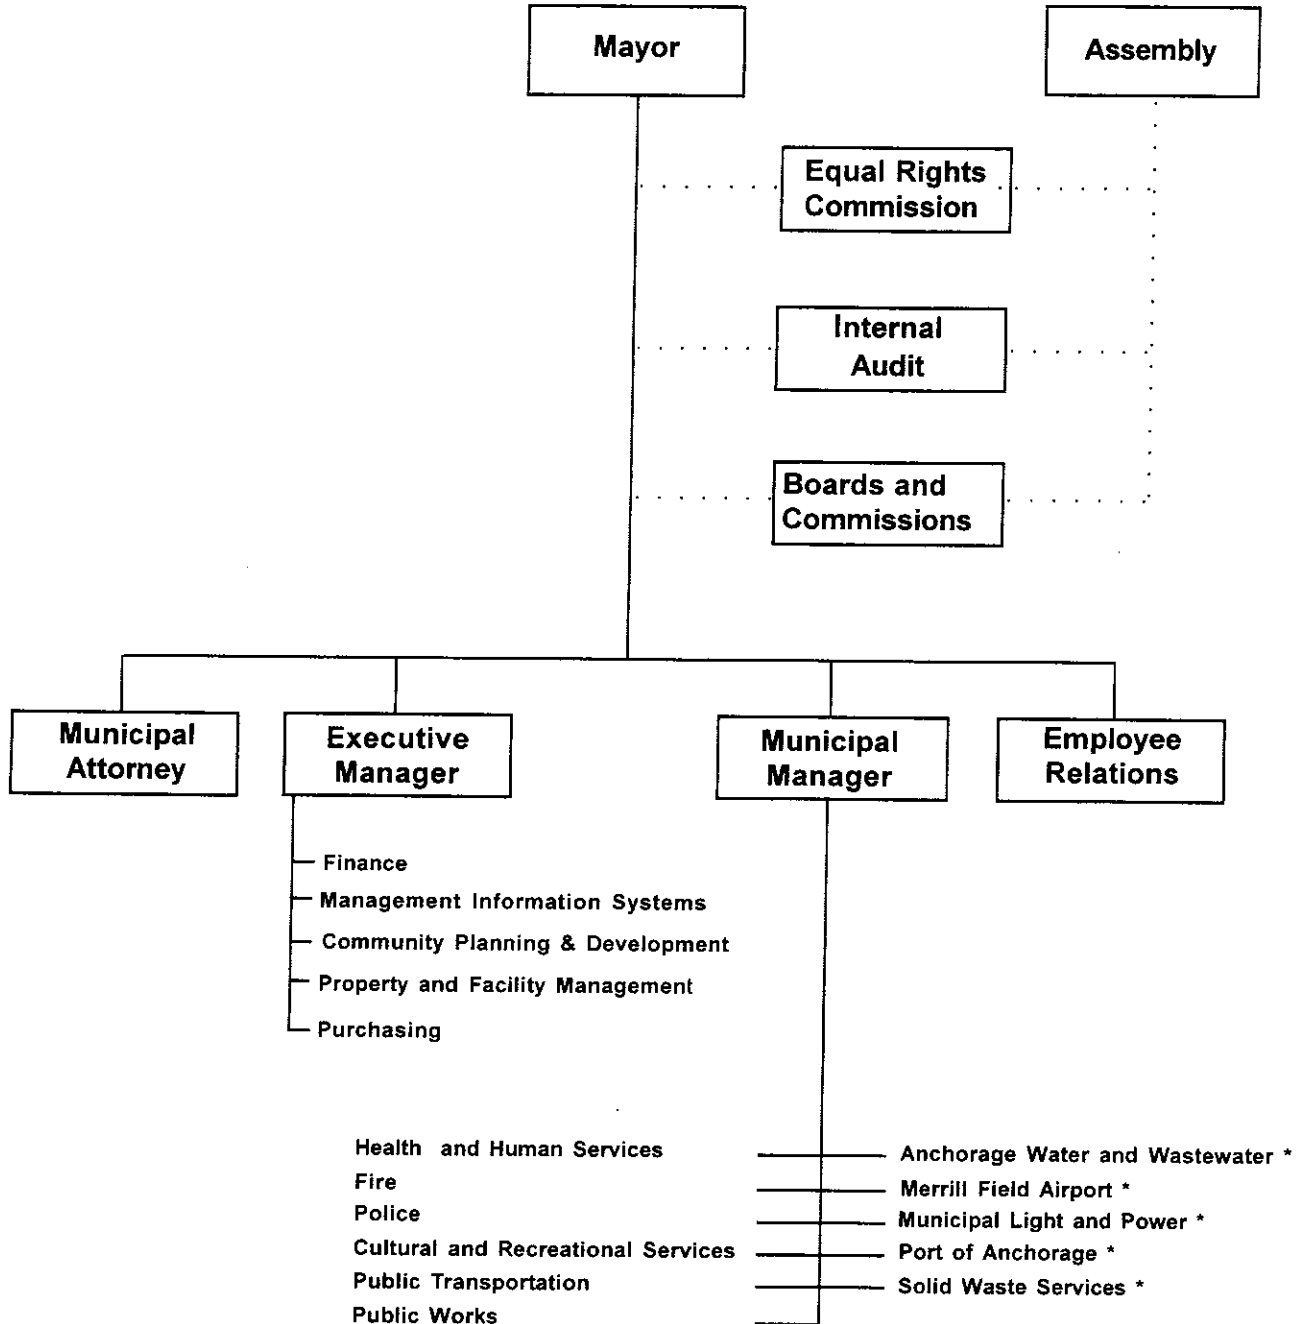 Mayor
Assembly
Equal Rights
Commission
Internal
Audit
Boards and
Commissions
Municipal
Attorney
Executive
Manager
Municipal
Manager
Employee
Relations
Finance
Management Information Systems
Community Planning & Development
Property and Facility Management
Purchasing
Health and Human Services
Fire
Police
Cultural and Recreational Services
Public Transportation
Public Works
Anchorage Water and Wastewater *
Merrill Field Airport *
Municipal Light and Power *
Port of Anchorage *
Solid Waste Services *